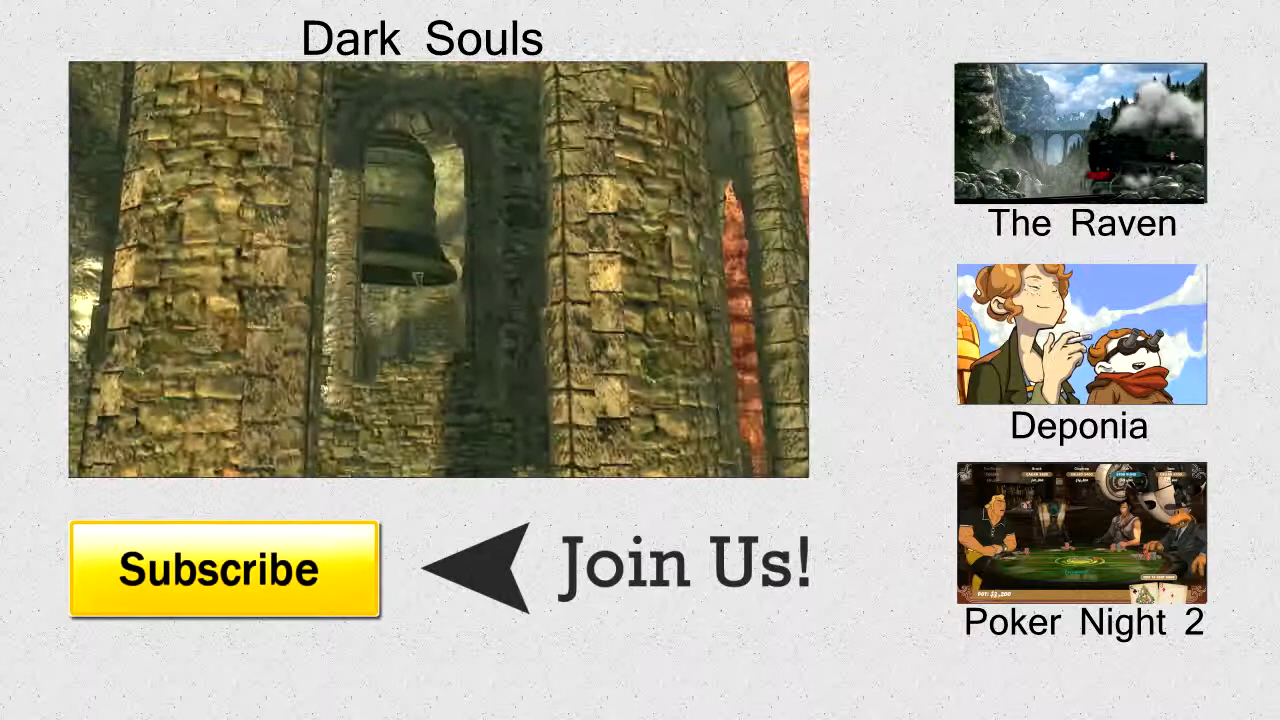 Dark Souls
The Raven
Deponia
Subscribe
Join Us!
Poker Night 2